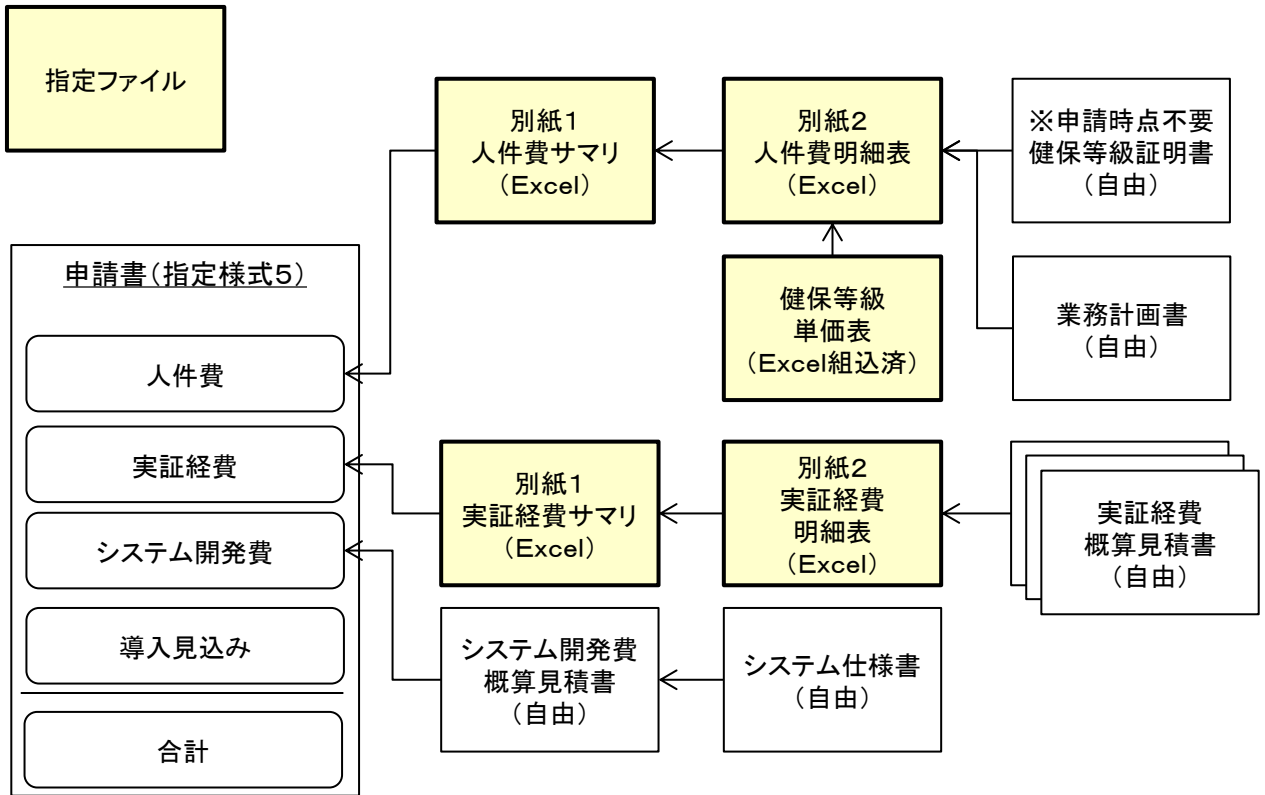 指定ファイル
別紙1
人件費サマリ
（Excel）
別紙2
人件費明細表
（Excel）
※申請時点不要
健保等級証明書
（自由）
健保等級
単価表
（Excel組込済）
業務計画書
（自由）
申請書（指定様式5）
人件費
実証経費
システム開発費
導入見込み
合計
別紙1
実証経費サマリ
（Excel）
別紙2
実証経費
明細表
（Excel）
実証経費
概算見積書
（自由）
システム開発費
概算見積書
（自由）
システム仕様書
（自由）